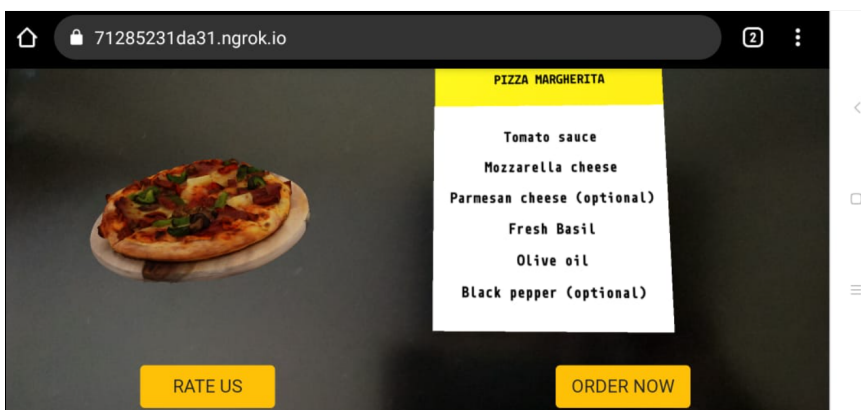 71285231da31.ngrok.io
2
PIZZA MARGHERITA
Tomato sauce
Mozzarella cheese
Parmesan cheese (optional)
Fresh Basil
Olive oil
Black pepper (optional)
RATE US
ORDER NOW